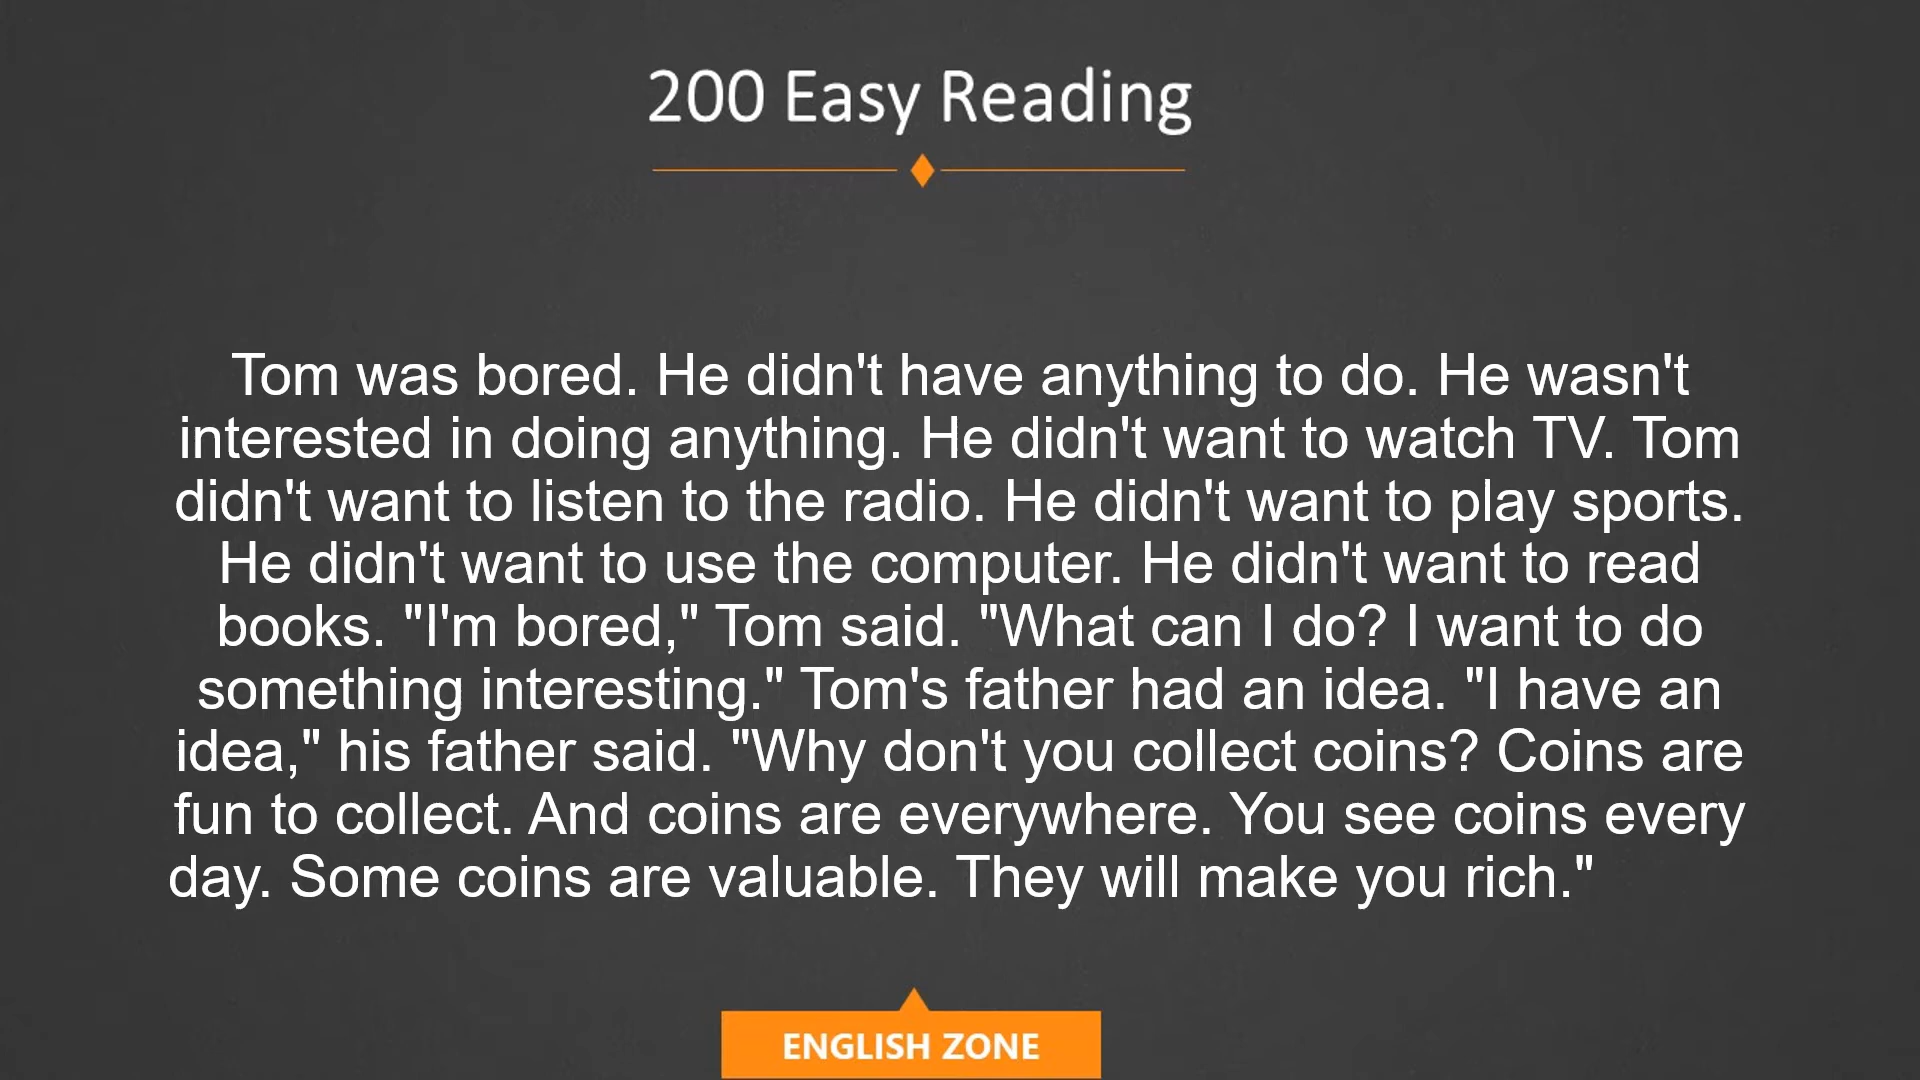 200 Easy Reading
Tom was bored. He didn't have anything to do. He wasn't
interested in doing anything. He didn't want to watch TV. Tom
didn't want to listen to the radio. He didn't want to play sports.
He didn't want to use the computer. He didn't want to read
books. "I'm bored," Tom said. "What can I do? I want to do
something interesting." Tom's father had an idea. "I have an
idea," his father said. "Why don't you collect coins? Coins are
fun to collect. And coins are everywhere. You see coins every
day. Some coins are valuable. They will make you rich."
ENGLISH ZONE